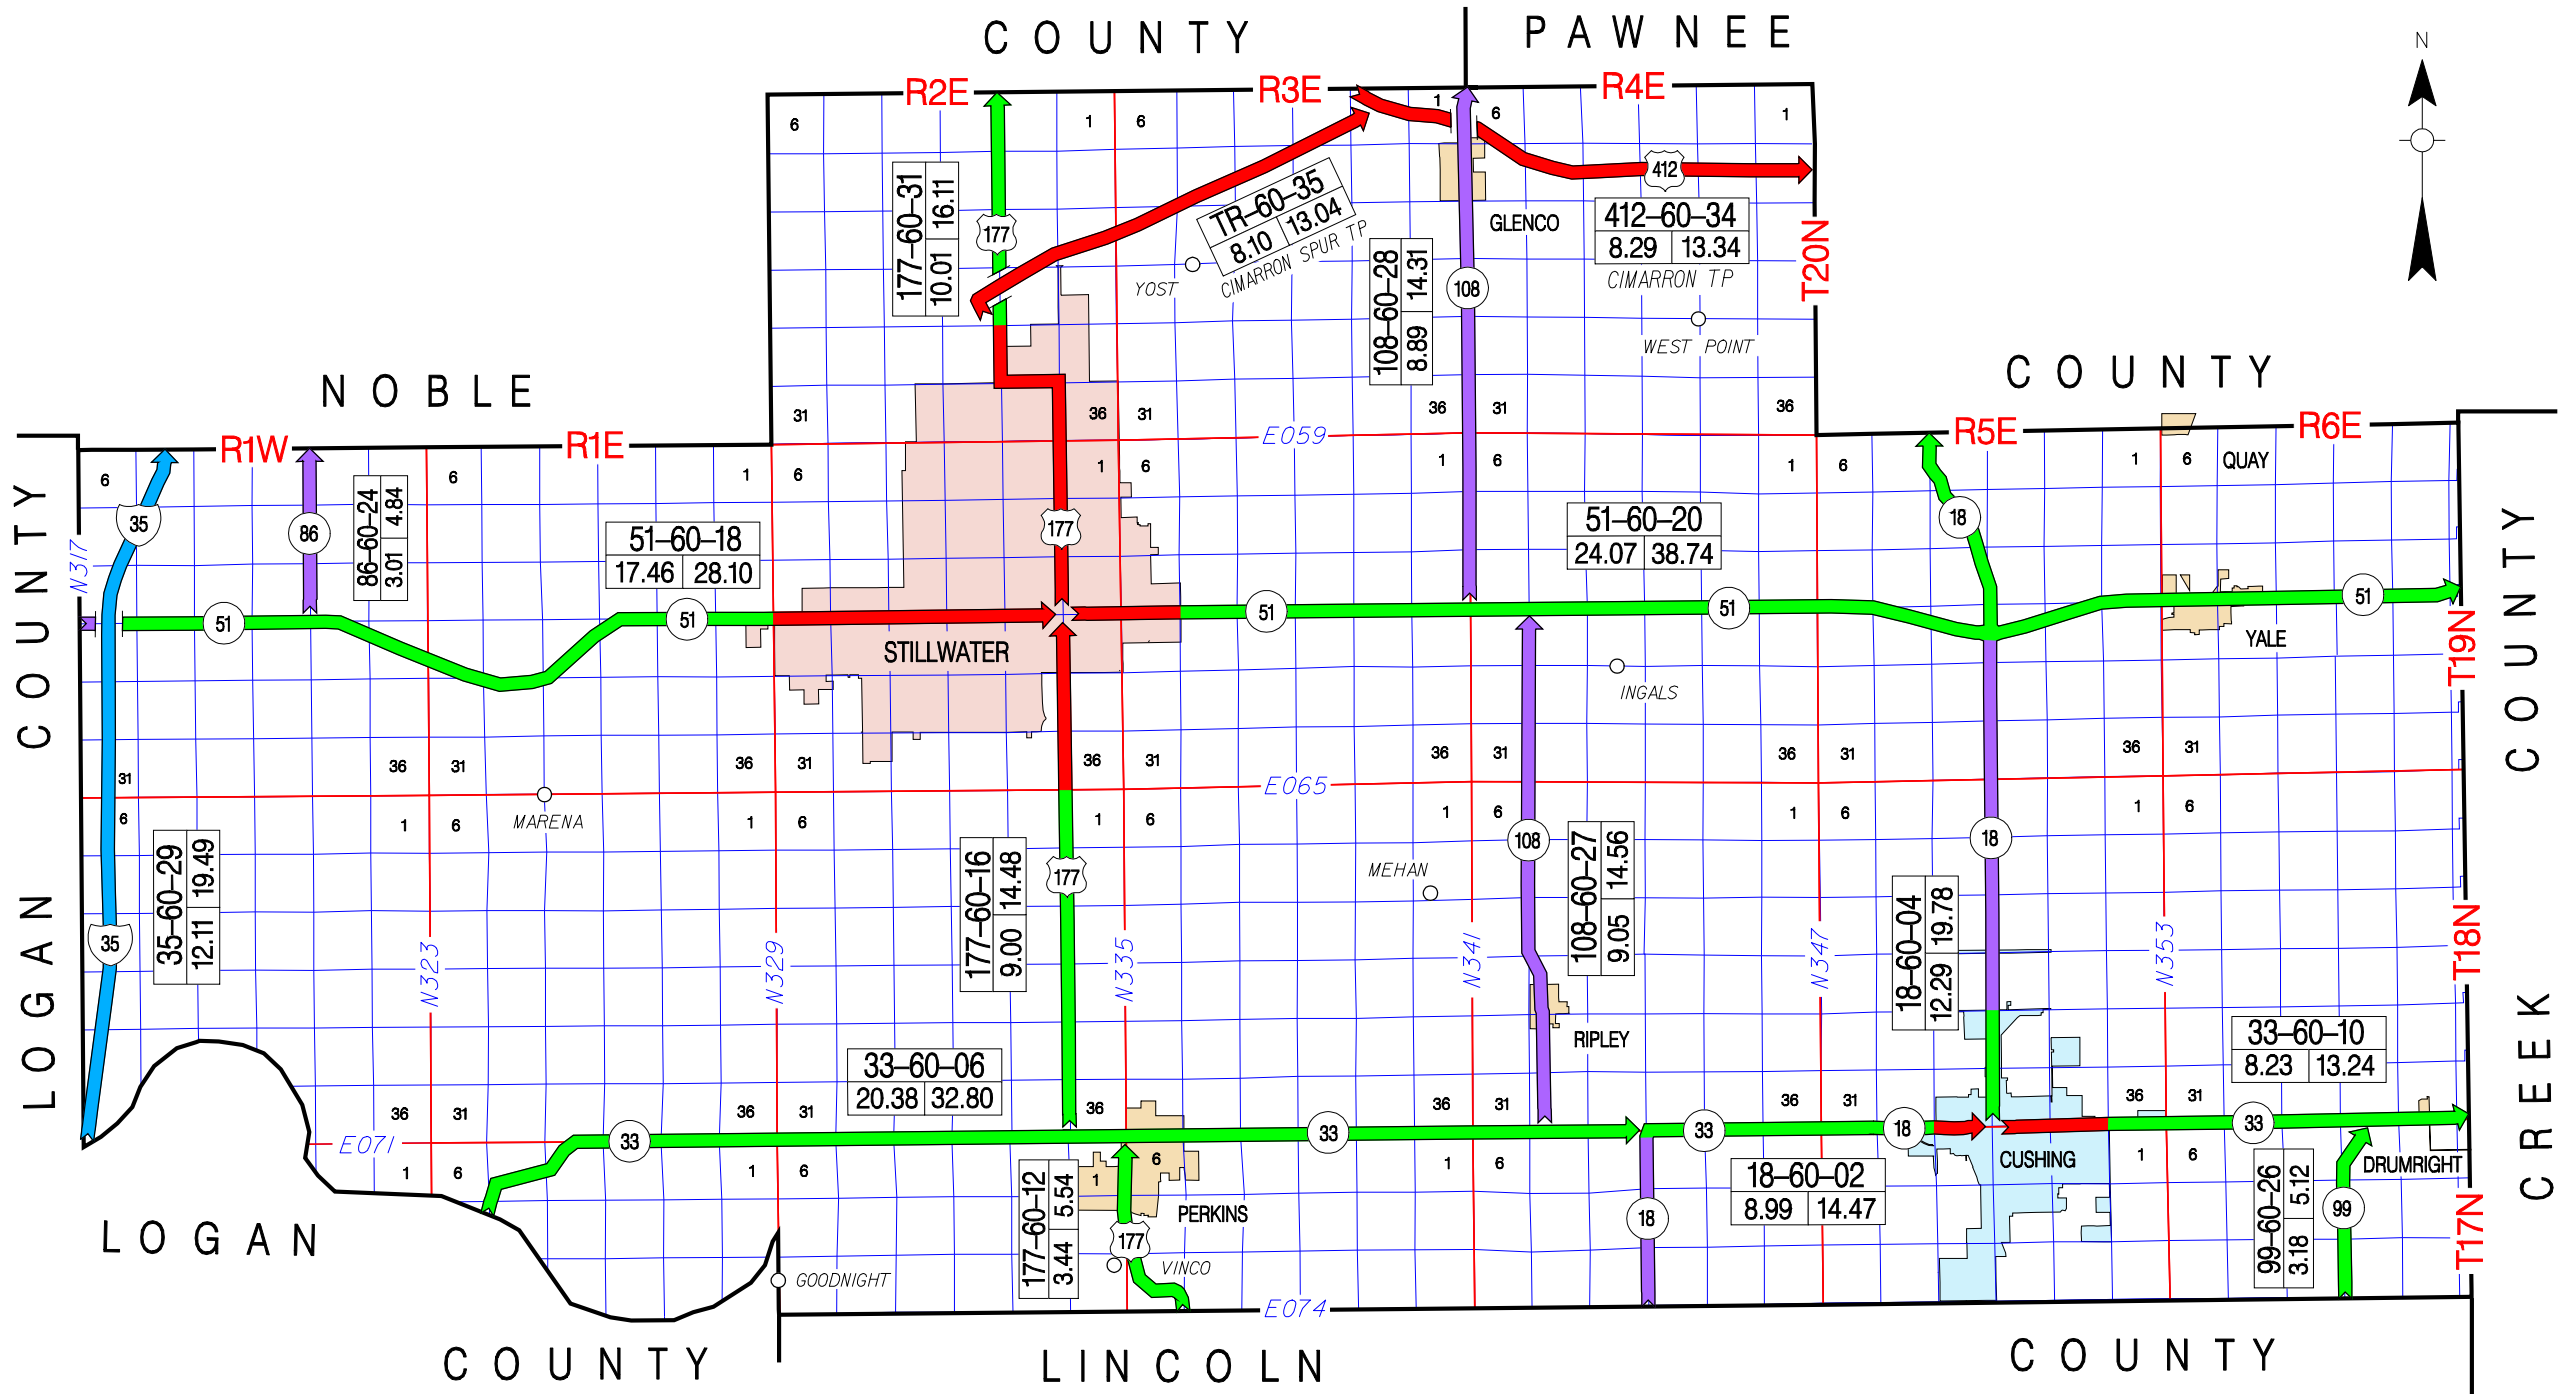 COUNTY
PAWNEE
N
R2E
R3E
R4E
6
1
6
1
6
1
412
177–60–31
10.01 16.11
177
TR–60–35
8.10 13.04
CIMARRON SPUR TP
YOST
108–60–28
8.89 14.31
108
GLENCO
412–60–34
8.29 13.34
CIMARRON TP
WEST POINT
T20N
NOBLE
COUNTY
31
36
31
36
31
36
R1W
R1E
E059
R5E
R6E
6
6
1
6
1
6
1
6
1
6
1
6
QUAY
COUNTY
N317
35
86
86–60–24
3.01 4.84
51–60–18
17.46 28.10
177
51–60–20
24.07 38.74
18
COUNTY
51
51
51
51
51
STILLWATER
YALE
INGALS
T19N
31
36
31
36
31
36
31
36
31
36
31
36
31
E065
MARENA
6
1
6
1
6
1
6
1
6
1
6
1
6
35–60–29
12.11 19.49
177–60–16
9.00 14.48
177
MEHAN
108
108–60–27
9.05 14.56
18
18–60–04
12.29 19.78
COUNTY
LOGAN
35
N323
N329
N335
N341
N347
N353
T18N
RIPLEY
33–60–06
20.38 32.80
33–60–10
8.23 13.24
CREEK
36
31
36
31
36
36
31
36
31
36
31
E071
33
33
33
18
33
1
6
1
6
1
6
1
6
1
6
CUSHING
DRUMRIGHT
177–60–12
3.44 5.54
PERKINS
177
VINCO
18
18–60–02
8.99 14.47
99–60–26
3.18 5.12
99
T17N
LOGAN
GOODNIGHT
E074
COUNTY
LINCOLN
COUNTY